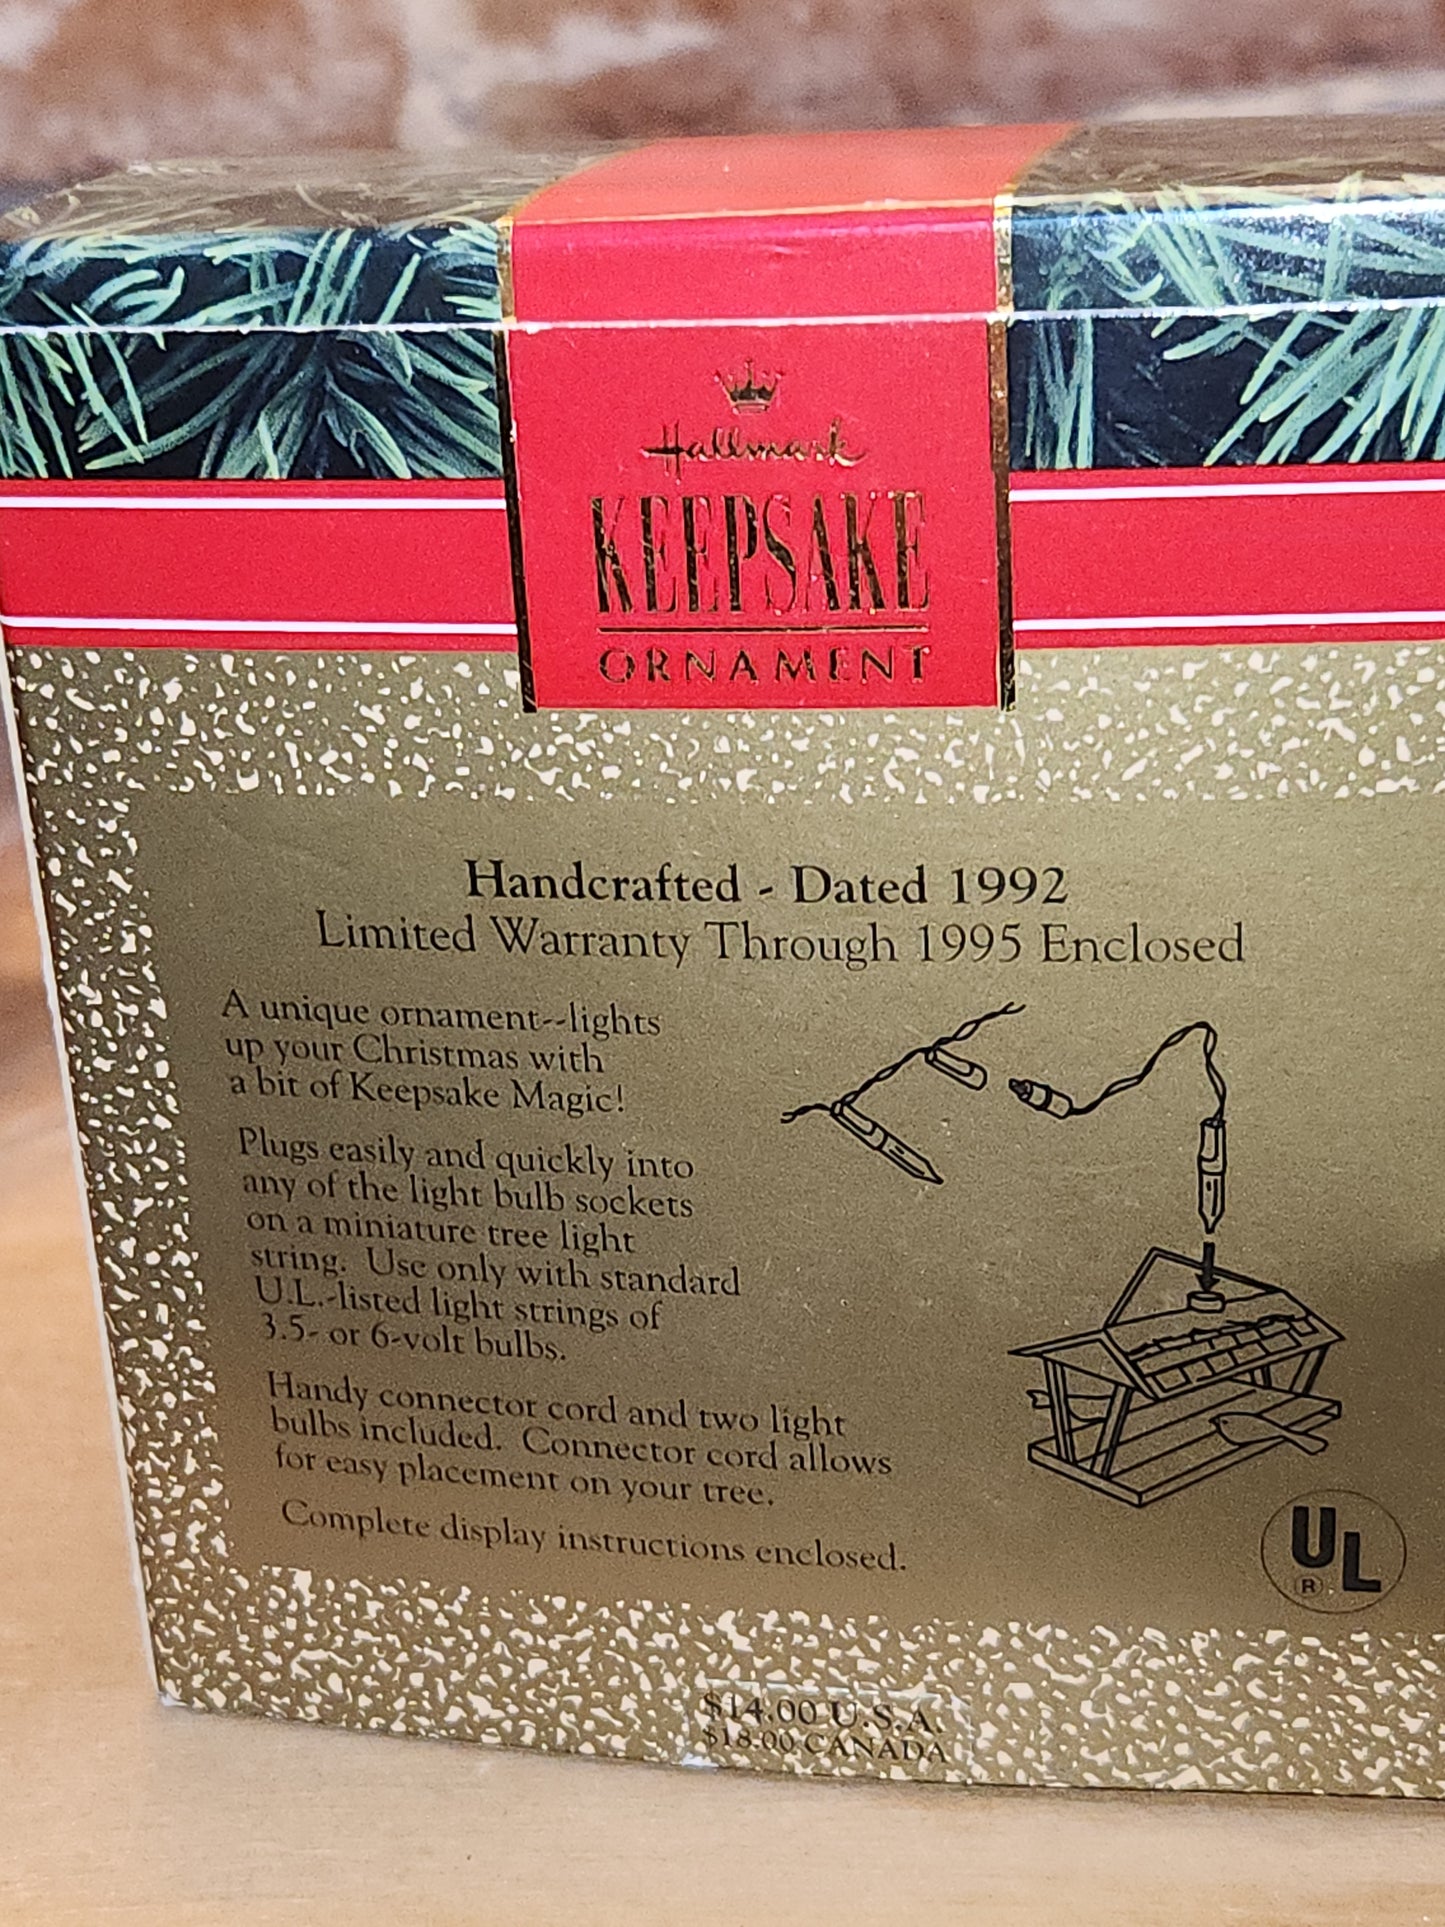 Hallmark
KEEPSAKE
ORNAMENT
Handcrafted - Dated 1992
Limited Warranty Through 1995 Enclosed
A unique ornament--lights
up your Christmas with
a bit of Keepsake Magic!
Plugs easily and quickly into
any of the light bulb sockets
on a miniature tree light
string. Use only with standard
U.L.-listed light strings of
3.5- or 6-volt bulbs.
Handy connector cord and two light
bulbs included. Connector cord allows
for easy placement on your tree.
Complete display instructions enclosed.
UL
®
$14.00 U.S.A.
$18.00 CANADA